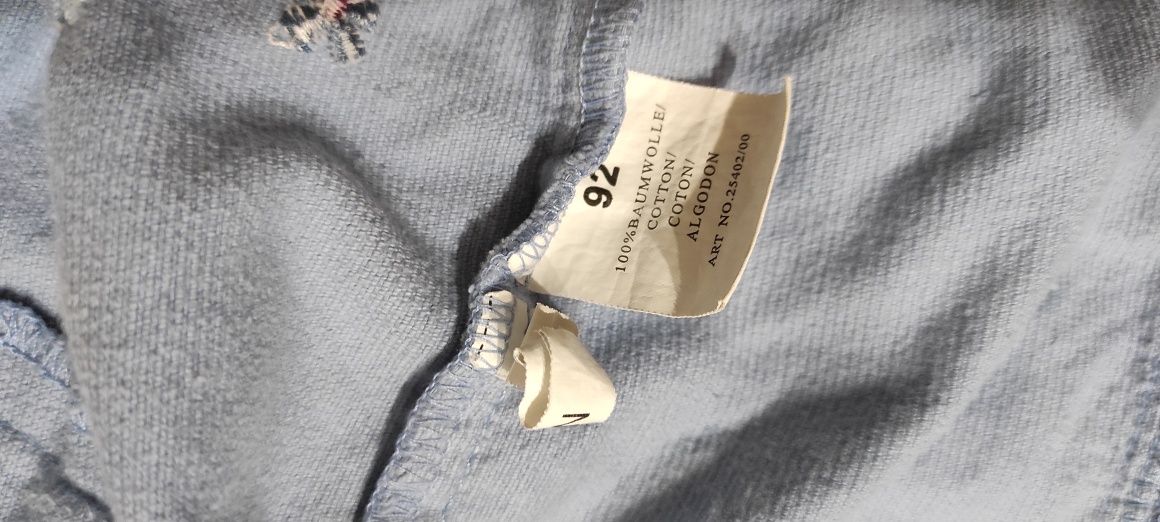 92
100%BAUMWOLLE/
COTTON/
COTON/
ALGODON
ART NO.25402/00